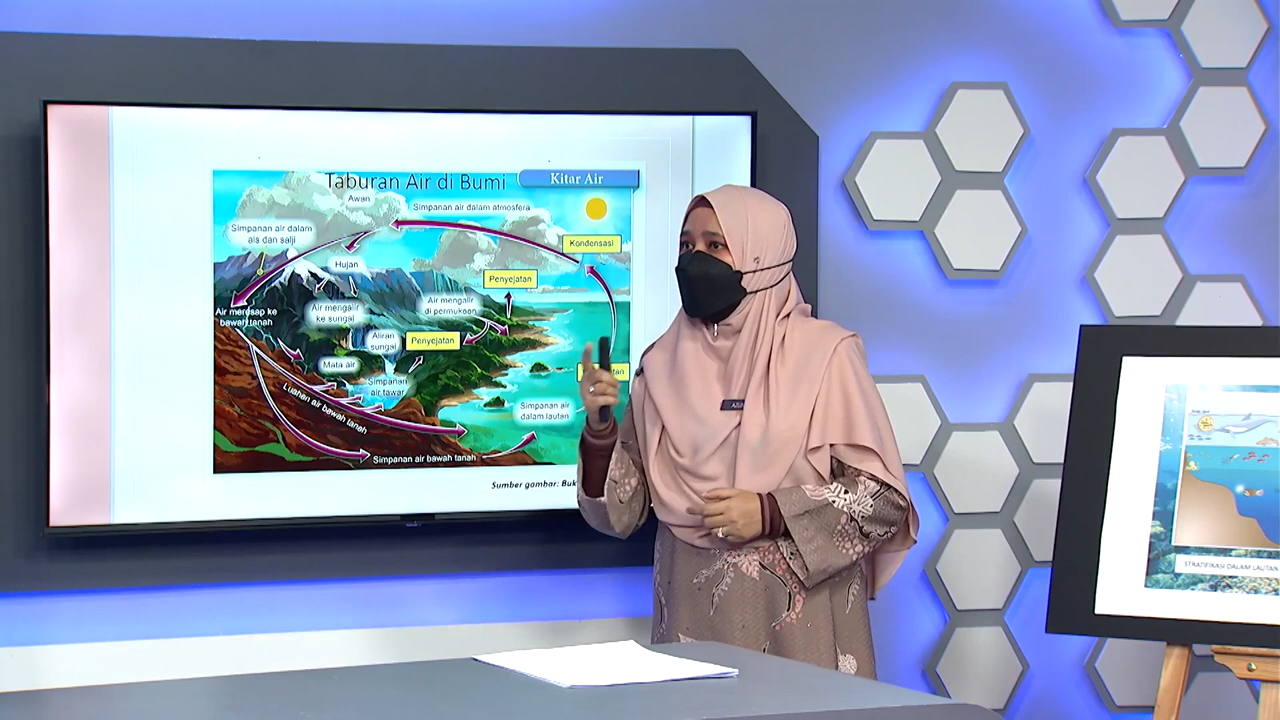 Taburan Air di Bumi
Kitar Air
Awan
Simpanan air dalam atmosfera
Simpanan air dalam
ais dan salji
Kondensasi
Hujan
Penyejatan
Air meresap ke
bawah tanah
Air mengalir
ke sungai
Air mengalir
di permukaan
Aliran
sungai
Penyejatan
Mata air
Simpanan
air tawar
Luahan air bawah tanah
Simpanan air
dalam lautan
Simpanan air bawah tanah
Sumber gambar: Buk
STRATIFIKASI DALAM LAUTAN